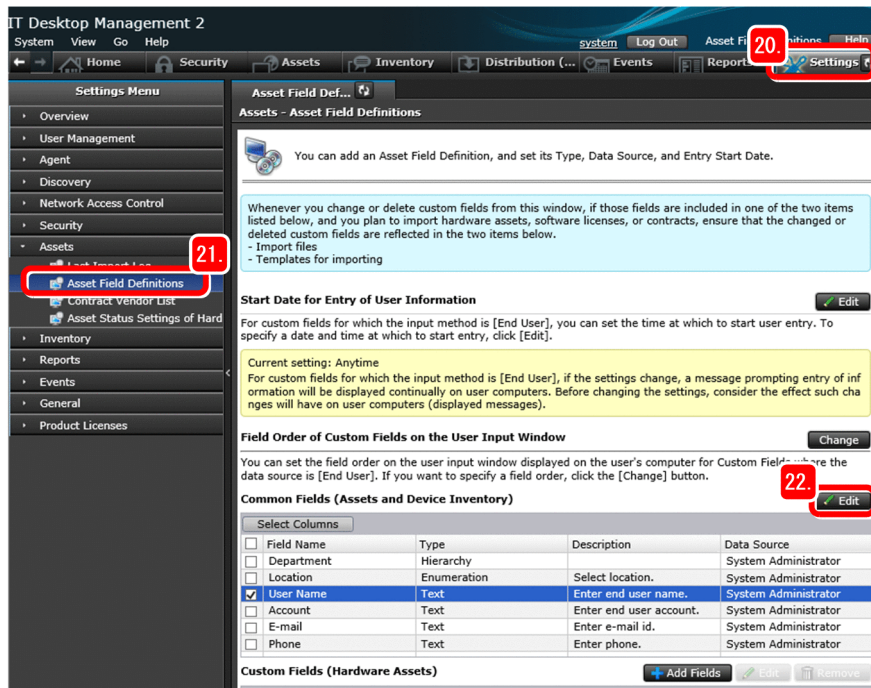 IT Desktop Management 2
System View Go Help
system Log Out Asset Fi Help
20.
Home Security Assets Inventory Distribution (... Events Reports Settings
Settings Menu
Asset Field Def...
Overview
Assets - Asset Field Definitions
User Management
Agent
You can add an Asset Field Definition, and set its Type, Data Source, and Entry Start Date.
Discovery
Network Access Control
Security
Assets
21.
Asset Field Definitions
Contract Vendor List
Asset Status Settings of Hard
Inventory
Reports
Events
General
Product Licenses
Whenever you change or delete custom fields from this window, if those fields are included in one of the two items
listed below, and you plan to import hardware assets, software licenses, or contracts, ensure that the changed or
deleted custom fields are reflected in the two items below.
- Import files
- Templates for importing
Start Date for Entry of User Information
Edit
For custom fields for which the input method is [End User], you can set the time at which to start user entry. To
specify a date and time at which to start entry, click [Edit].
Current setting: Anytime
For custom fields for which the input method is [End User], if the settings change, a message prompting entry of inf
ormation will be displayed continually on user computers. Before changing the settings, consider the effect such cha
nges will have on user computers (displayed messages).
Field Order of Custom Fields on the User Input Window
Change
You can set the field order on the user input window displayed on the user's computer for Custom Fields where the
data source is [End User]. If you want to specify a field order, click the [Change] button.
22.
Common Fields (Assets and Device Inventory)
Edit
Select Columns
Field Name Type Description Data Source
Department Hierarchy System Administrator
Location Enumeration Select location. System Administrator
User Name Text Enter end user name. System Administrator
Account Text Enter end user account. System Administrator
E-mail Text Enter e-mail id. System Administrator
Phone Text Enter phone. System Administrator
Custom Fields (Hardware Assets)
Add Fields Edit Remove